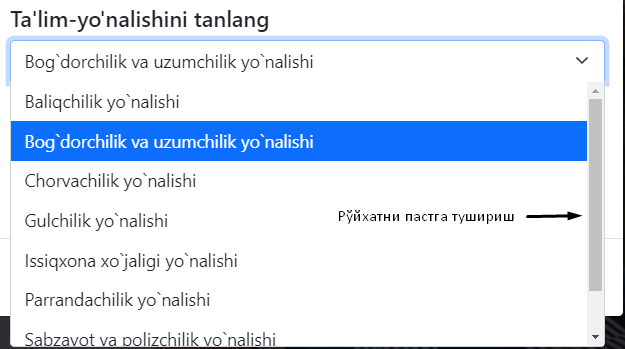 Ta'lim-yo'nalishini tanlang
Bog`dorchilik va uzumchilik yo`nalishi
Baliqchilik yo`nalishi
Bog`dorchilik va uzumchilik yo`nalishi
Chorvachilik yo`nalishi
Gulchilik yo`nalishi
Рўйхатни пастга тушириш
Issiqxona xo`jaligi yo`nalishi
Parrandachilik yo`nalishi
Sabzavot va polizchilik yo`nalishi